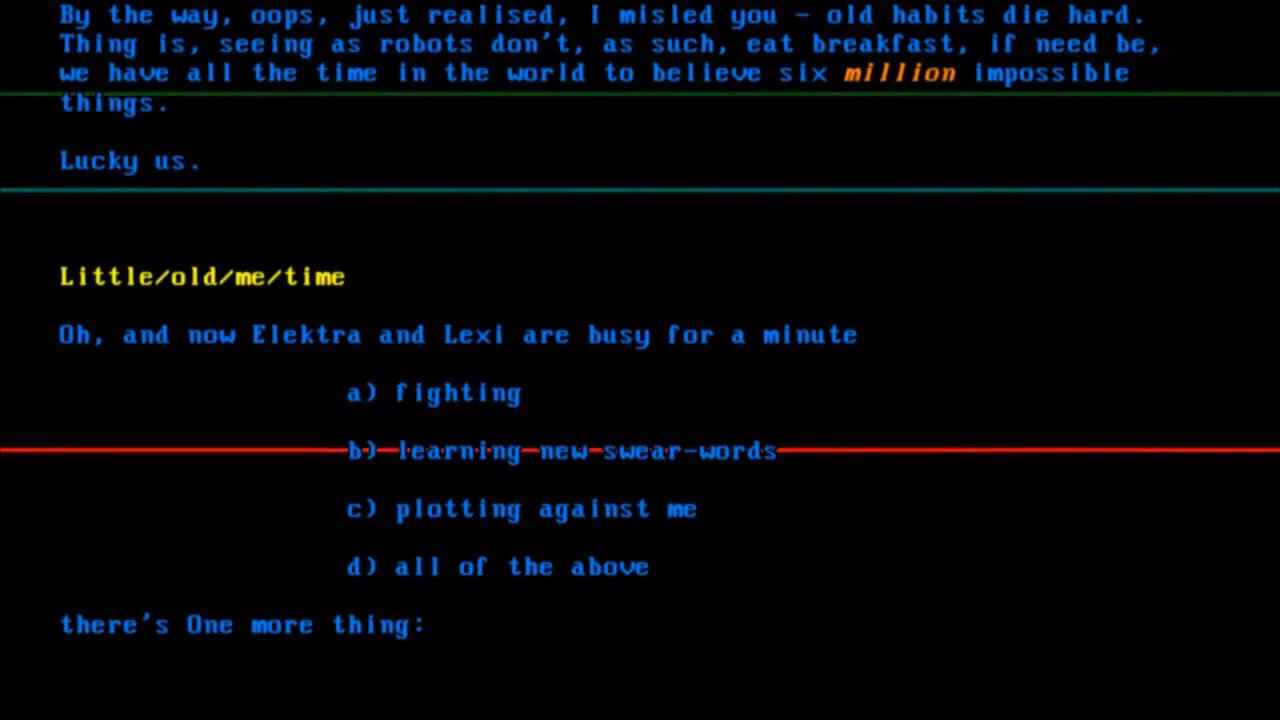 By the way, oops, just realised, I misled you – old habits die hard.
Thing is, seeing as robots don't, as such, eat breakfast, if need be,
we have all the time in the world to believe six million impossible
things.
Lucky us.
Little/old/me/time
Oh, and now Elektra and Lexi are busy for a minute
a) fighting
b) learning new swear-words
c) plotting against me
d) all of the above
there's One more thing: